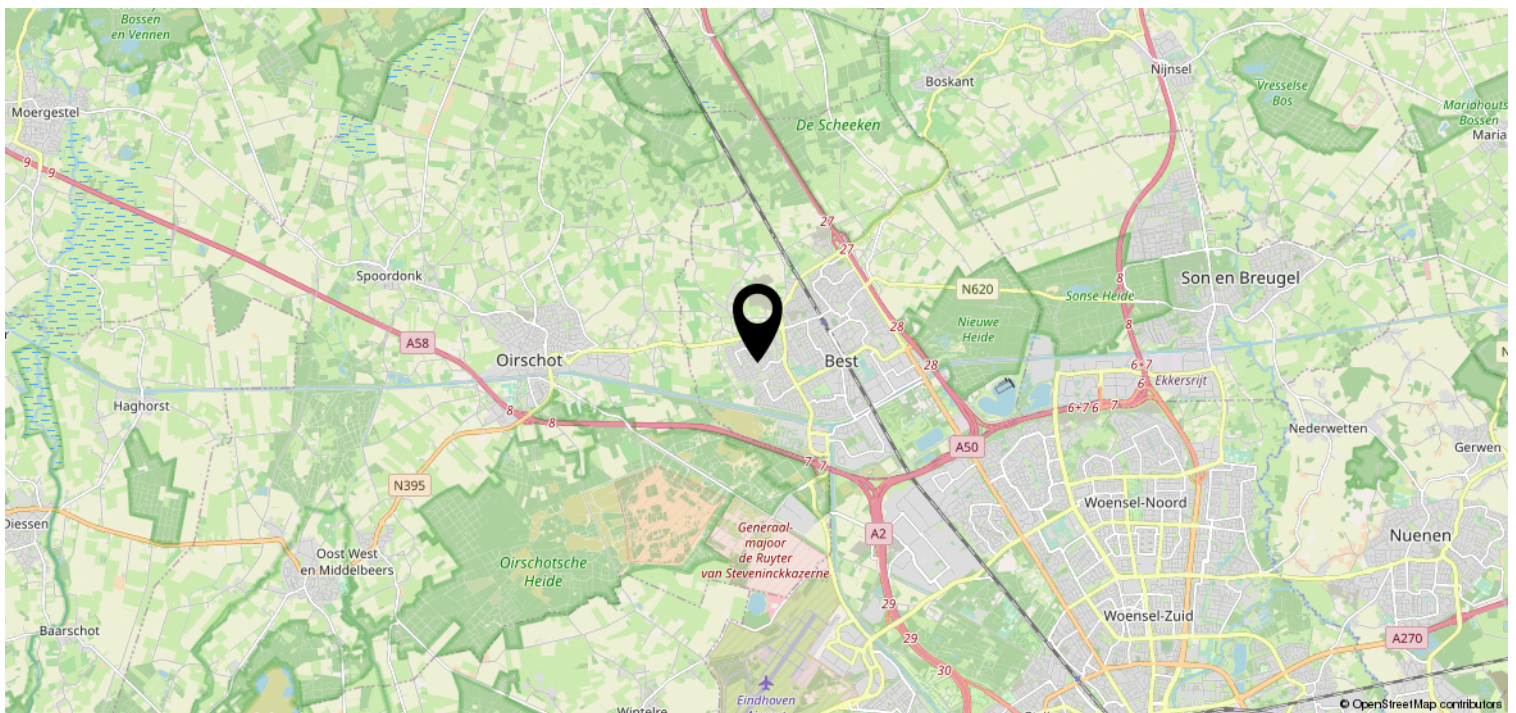 Bossen
en Vennen
Moergestel
9
9
Boskant
Nijnsel
Vresselse
Bos
Mariahouts
Bossen
Maria
De Scheeken
27
27
Spoordonk
8
Son en Breugel
N620
Sonse Heide
Nieuwe
Heide
28
8
A58
Oirschot
Best
28
6+7
6
Ekkersrijt
N
Haghorst
8
8
6+7
6
7
Nederwetten
Gerwen
A50
7
7
N395
Woensel-Noord
Diessen
Generaal-
majoor
de Ruyter
van Steveninckkazerne
A2
Nuenen
Oost West
en Middelbeers
Oirschotsche
Heide
29
Woensel-Zuid
Baarschot
29
A270
30
Eindhoven
Wintelre
© OpenStreetMap contributors